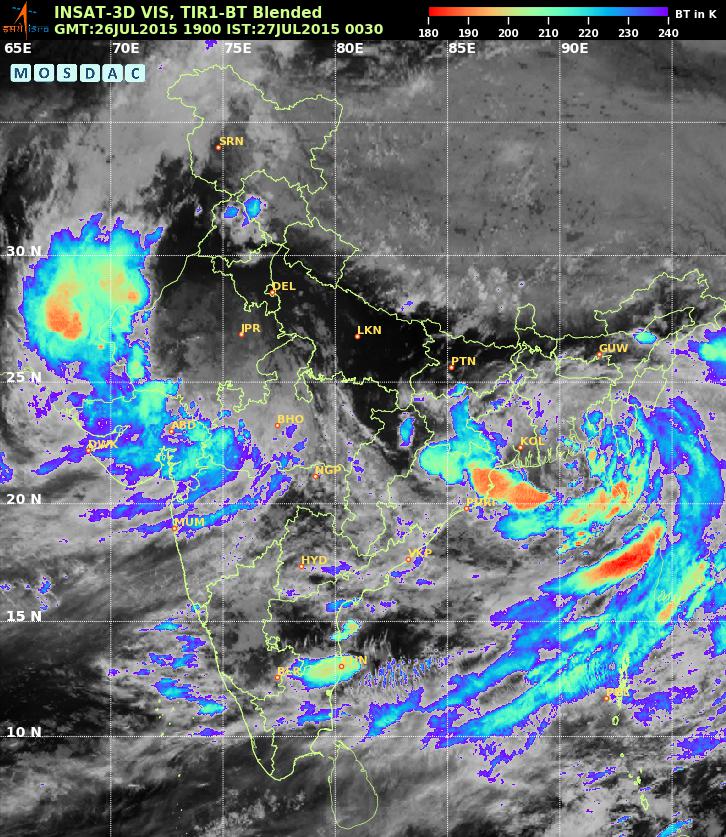 INSAT-3D VIS, TIR1-BT Blended
GMT:26JUL2015 1900 IST:27JUL2015 0030
BT in K
180 190 200 210 220 230 240
65E 70E 75E 80E 85E 90E
MOSDAC
SRN
30 N
DEL
JPR
LKN
GUW
PTN
25 N
ABD
BHO
DWK
KOL
NGP
20 N
MUM
HYD
VKP
15 N
10 N